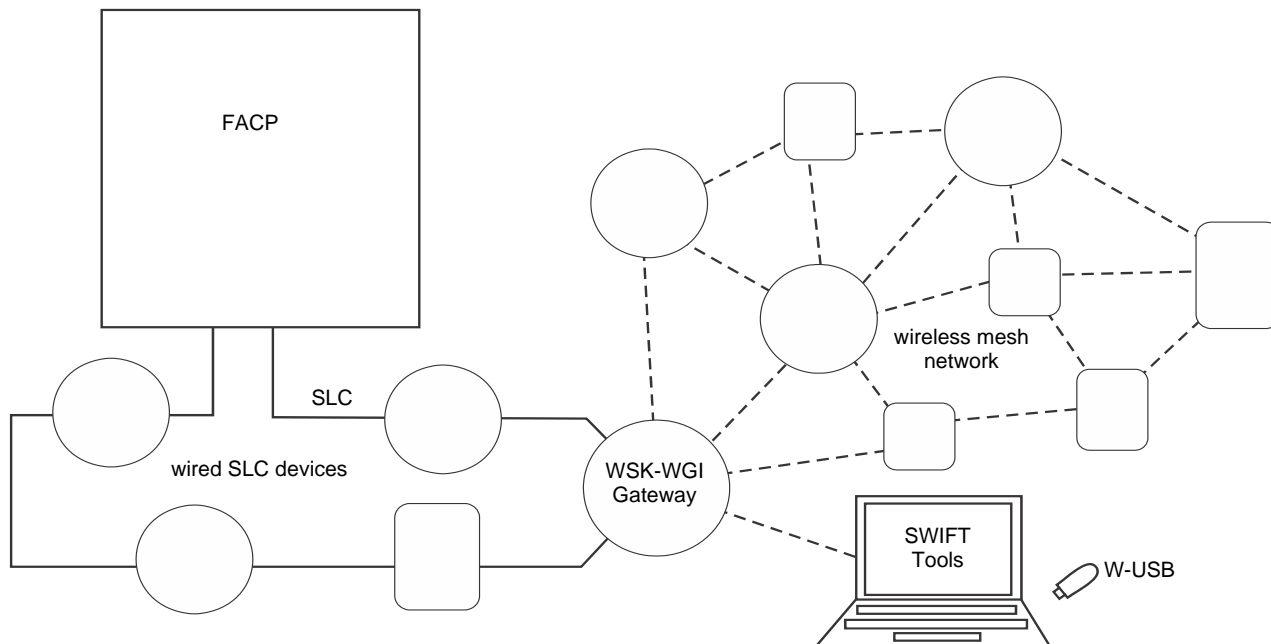 FACP
SLC
wired SLC devices
WSK-WGI
Gateway
wireless mesh
network
SWIFT
Tools
W-USB